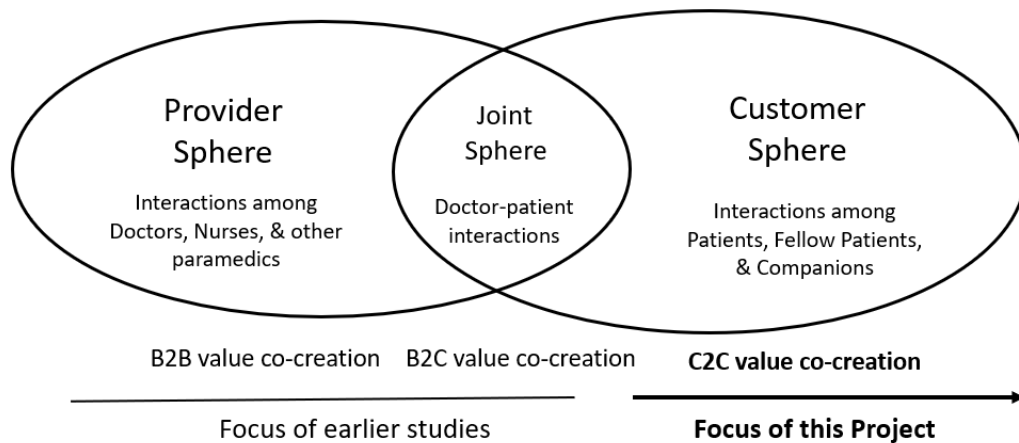 Provider
Sphere
Interactions among
Doctors, Nurses, & other
paramedics
Joint
Sphere
Doctor-patient
interactions
Customer
Sphere
Interactions among
Patients, Fellow Patients,
& Companions
B2B value co-creation
B2C value co-creation
C2C value co-creation
Focus of earlier studies
Focus of this Project